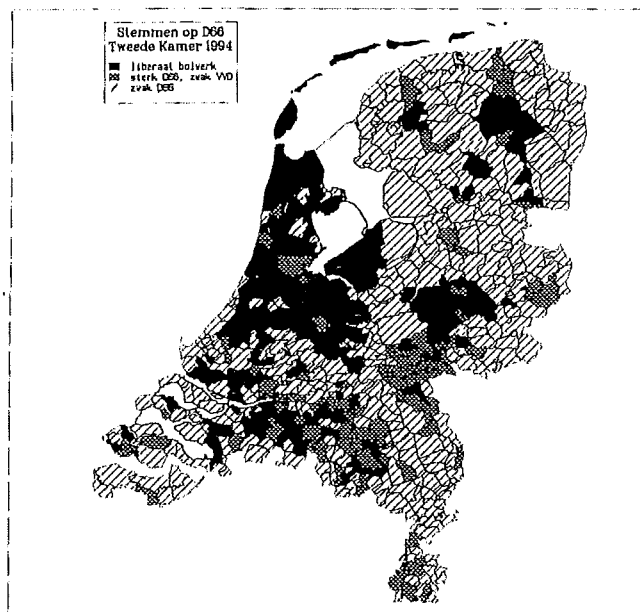 Stemmen op D66
Tweede Kamer 1994
liberaal bolwerk
sterk D66, zwak VVD
zwak D66